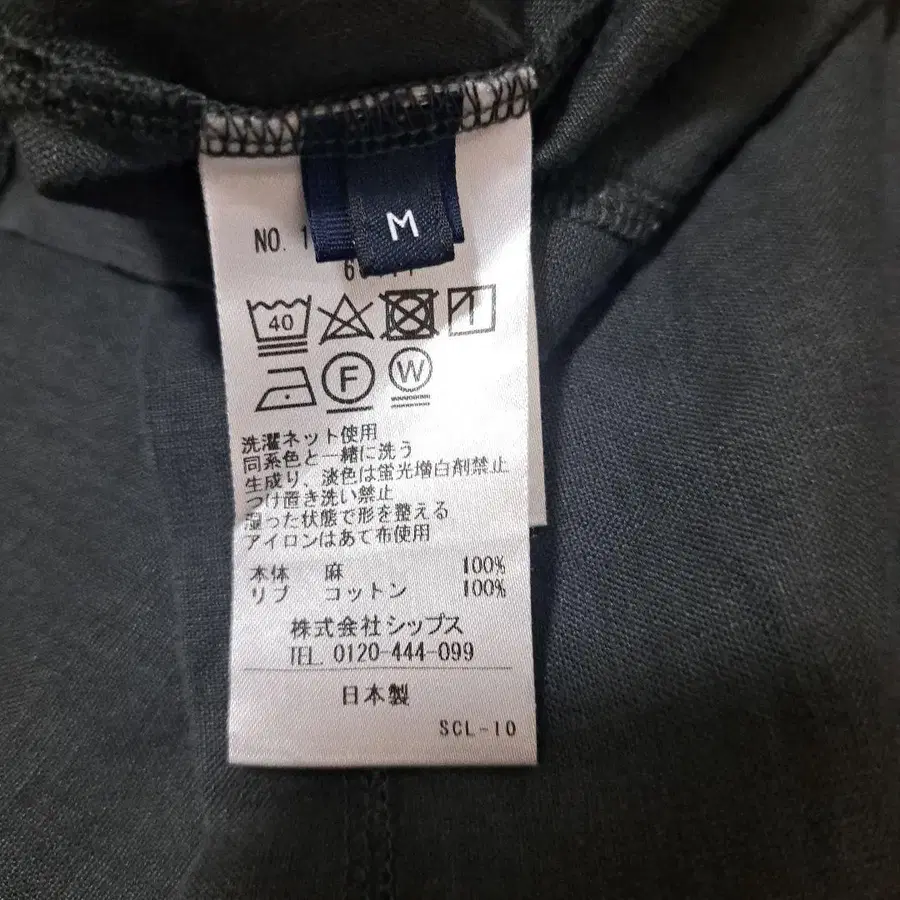 M
NO. 1
40
F
W
洗濯ネット使用
同系色と一緒に洗う
生成り、淡色は蛍光増白剤禁止
つけ置き洗い禁止
湿った状態で形を整える
アイロンはあて布使用
本体 麻 100%
リブ コットン 100%
株式会社シップス
TEL. 0120-444-099
日本製
SCL-10